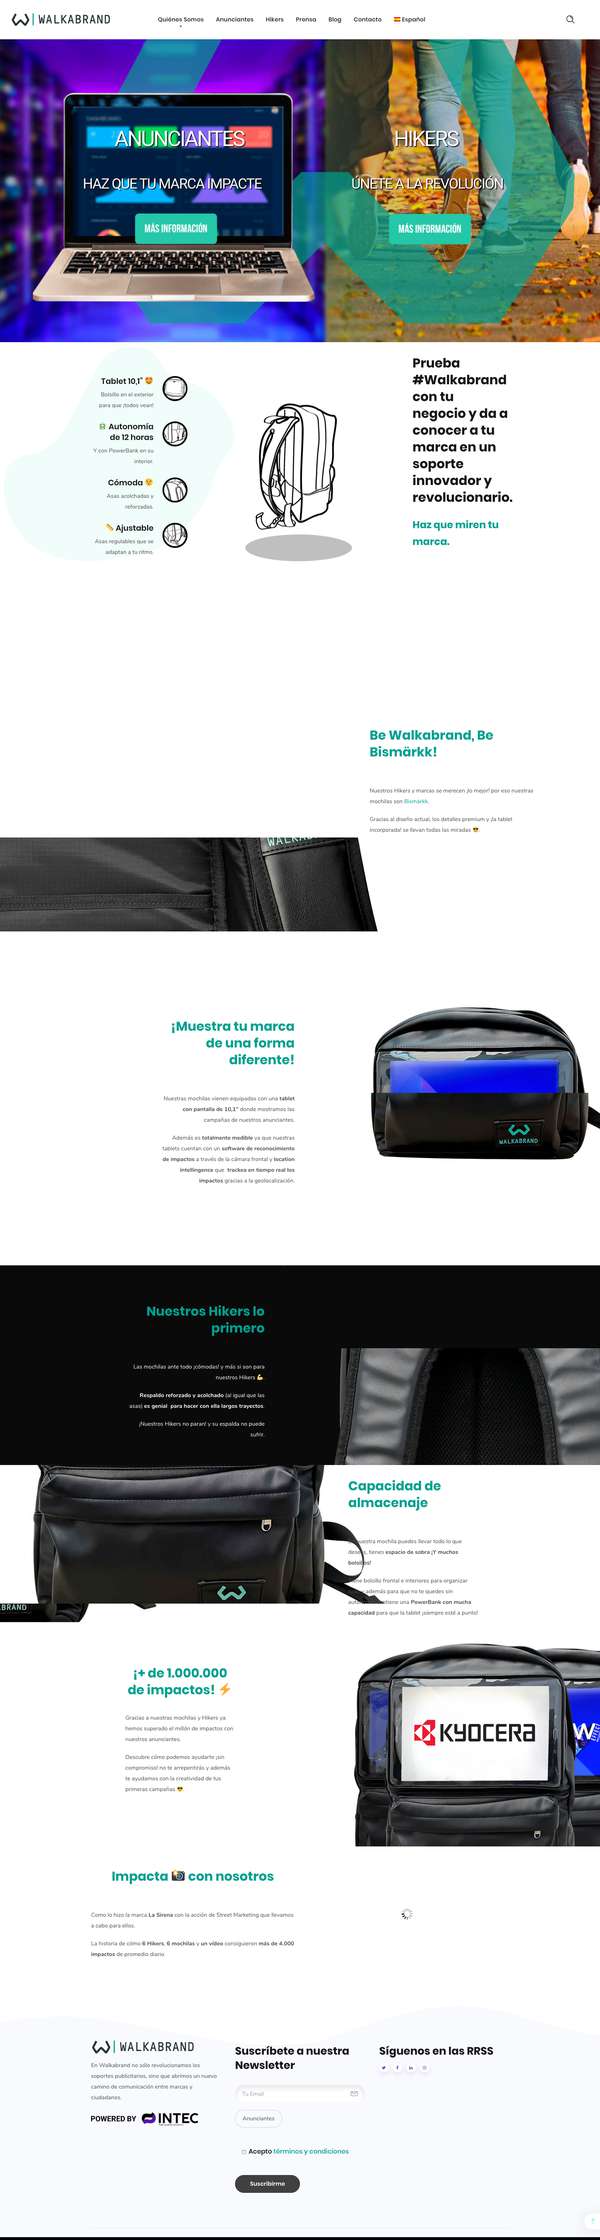 WALKABRAND
Quiénes Somos Anunciantes Hikers Prensa Blog Contacto Español
ANUNCIANTES
HAZ QUE TU MARCA IMPACTE
MÁS INFORMACIÓN
HIKERS
ÚNETE A LA REVOLUCIÓN
MÁS INFORMACIÓN
Tablet 10,1" 🤩
Bolsillo en el exterior
para que ¡todos vean!
🔋 Autonomía
de 12 horas
Y con PowerBank en su
interior.
Cómoda 😌
Asas acolchadas y
reforzadas.
📏 Ajustable
Asas regulables que se
adaptan a tu ritmo.
Prueba
#Walkabrand
con tu
negocio y da a
conocer a tu
marca en un
soporte
innovador y
revolucionario.
Haz que miren tu
marca.
Be Walkabrand, Be
Bismärkk!
Nuestros Hikers y marcas se merecen ¡lo mejor! por eso nuestras
mochilas son Bismärkk.
Gracias al diseño actual, los detalles premium y ¡la tablet
incorporada! se llevan todas las miradas 😎
WALKABRAND
¡Muestra tu marca
de una forma
diferente!
Nuestras mochilas vienen equipadas con una tablet
con pantalla de 10,1" donde mostramos las
campañas de nuestros anunciantes.
Además es totalmente medible ya que nuestras
tablets cuentan con un software de reconocimiento
de impactos a través de la cámara frontal y location
intelligence que trackea en tiempo real los
impactos gracias a la geolocalización.
WALKABRAND
Nuestros Hikers lo
primero
Las mochilas ante todo ¡cómodas! y más si son para
nuestros Hikers 💪
Respaldo reforzado y acolchado (al igual que las
asas) es genial para hacer con ella largos trayectos.
¡Nuestros Hikers no paran! y su espalda no puede
sufrir.
Capacidad de
almacenaje
nuestra mochila puedes llevar todo lo que
tienes espacio de sobra ¡Y muchos
bolsillos!
bolsillo frontal e interiores para organizar
además para que no te quedes sin
tiene una PowerBank con mucha
capacidad para que la tablet ¡siempre esté a punto!
BRAND
¡+ de 1.000.000
de impactos! ⚡
Gracias a nuestras mochilas y Hikers ya
hemos superado el millón de impactos con
nuestros anunciantes.
Descubre cómo podemos ayudarte ¡sin
compromiso! no te arrepentirás y además
te ayudamos con la creatividad de tus
primeras campañas 😎
KYOCERA
W
Impacta 📸 con nosotros
Como lo hizo la marca La Sirena con la acción de Street Marketing que llevamos
a cabo para ellos.
La historia de cómo 6 Hikers, 6 mochilas y un vídeo consiguieron más de 4.000
impactos de promedio diario
WALKABRAND
En Walkabrand no sólo revolucionamos los
soportes publicitarios, sino que abrimos un nuevo
camino de comunicación entre marcas y
ciudadanos.
POWERED BY INTEC
Suscríbete a nuestra
Newsletter
Tu Email
Anunciantes
Acepto términos y condiciones
Suscribirme
Síguenos en las RRSS